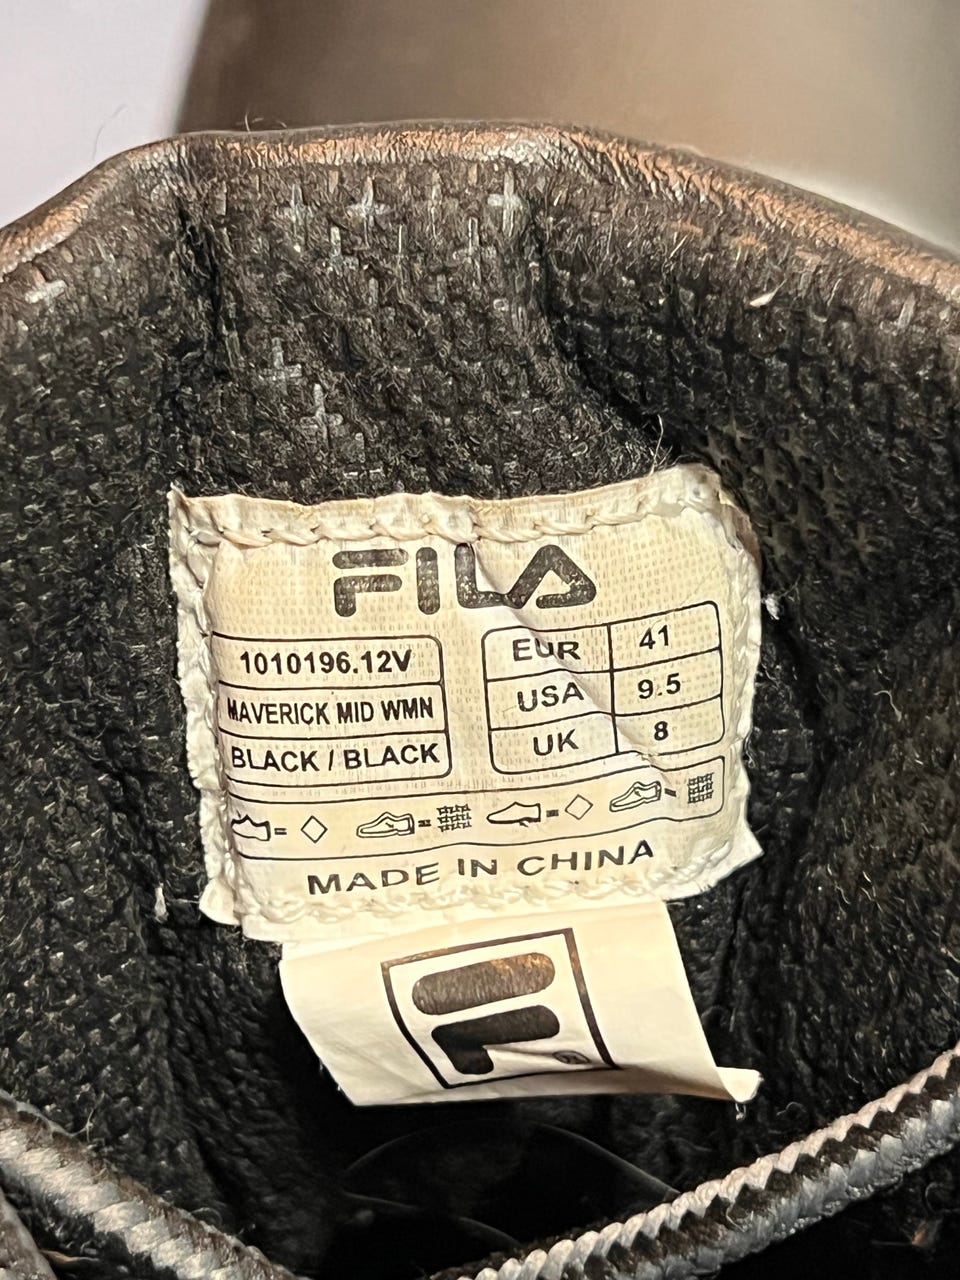 FILA
1010196.12V
MAVERICK MID WMN
BLACK / BLACK
EUR 41
USA 9.5
UK 8
= = = =
MADE IN CHINA
F
®